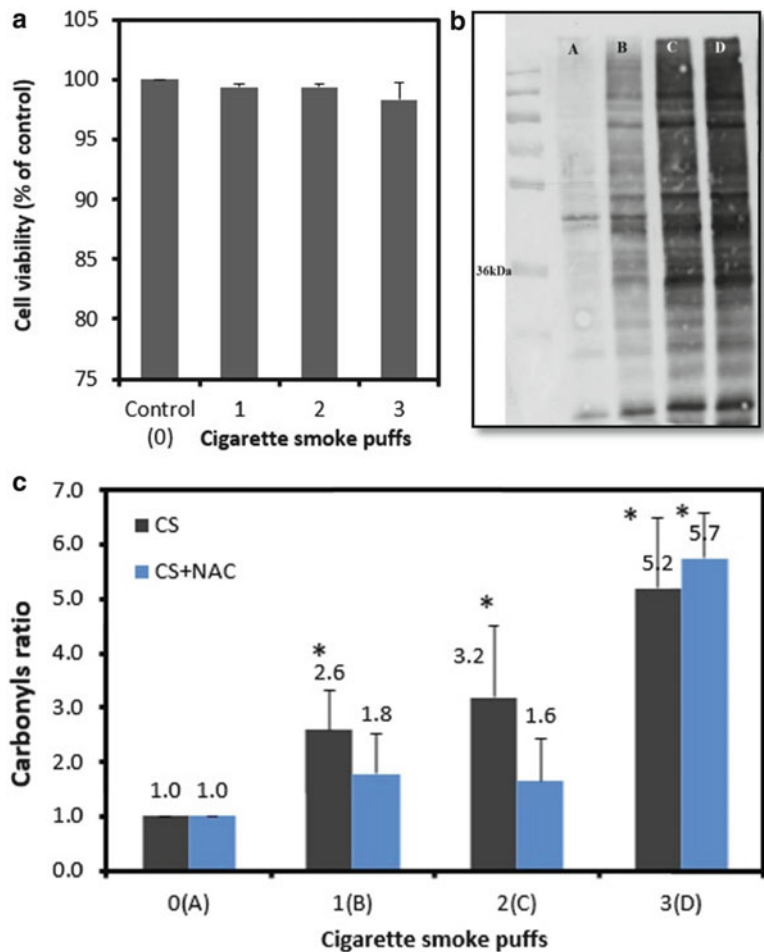 a
105
100
95
90
85
80
75
Cell viability (% of control)
Control
(0)
1
2
3
Cigarette smoke puffs
b
A
B
C
D
36kDa
c
7.0
6.0
5.0
4.0
3.0
2.0
1.0
0.0
Carbonyls ratio
CS
CS+NAC
1.0
1.0
*
2.6
1.8
*
3.2
1.6
*
5.2
*
5.7
0(A)
1(B)
2(C)
3(D)
Cigarette smoke puffs